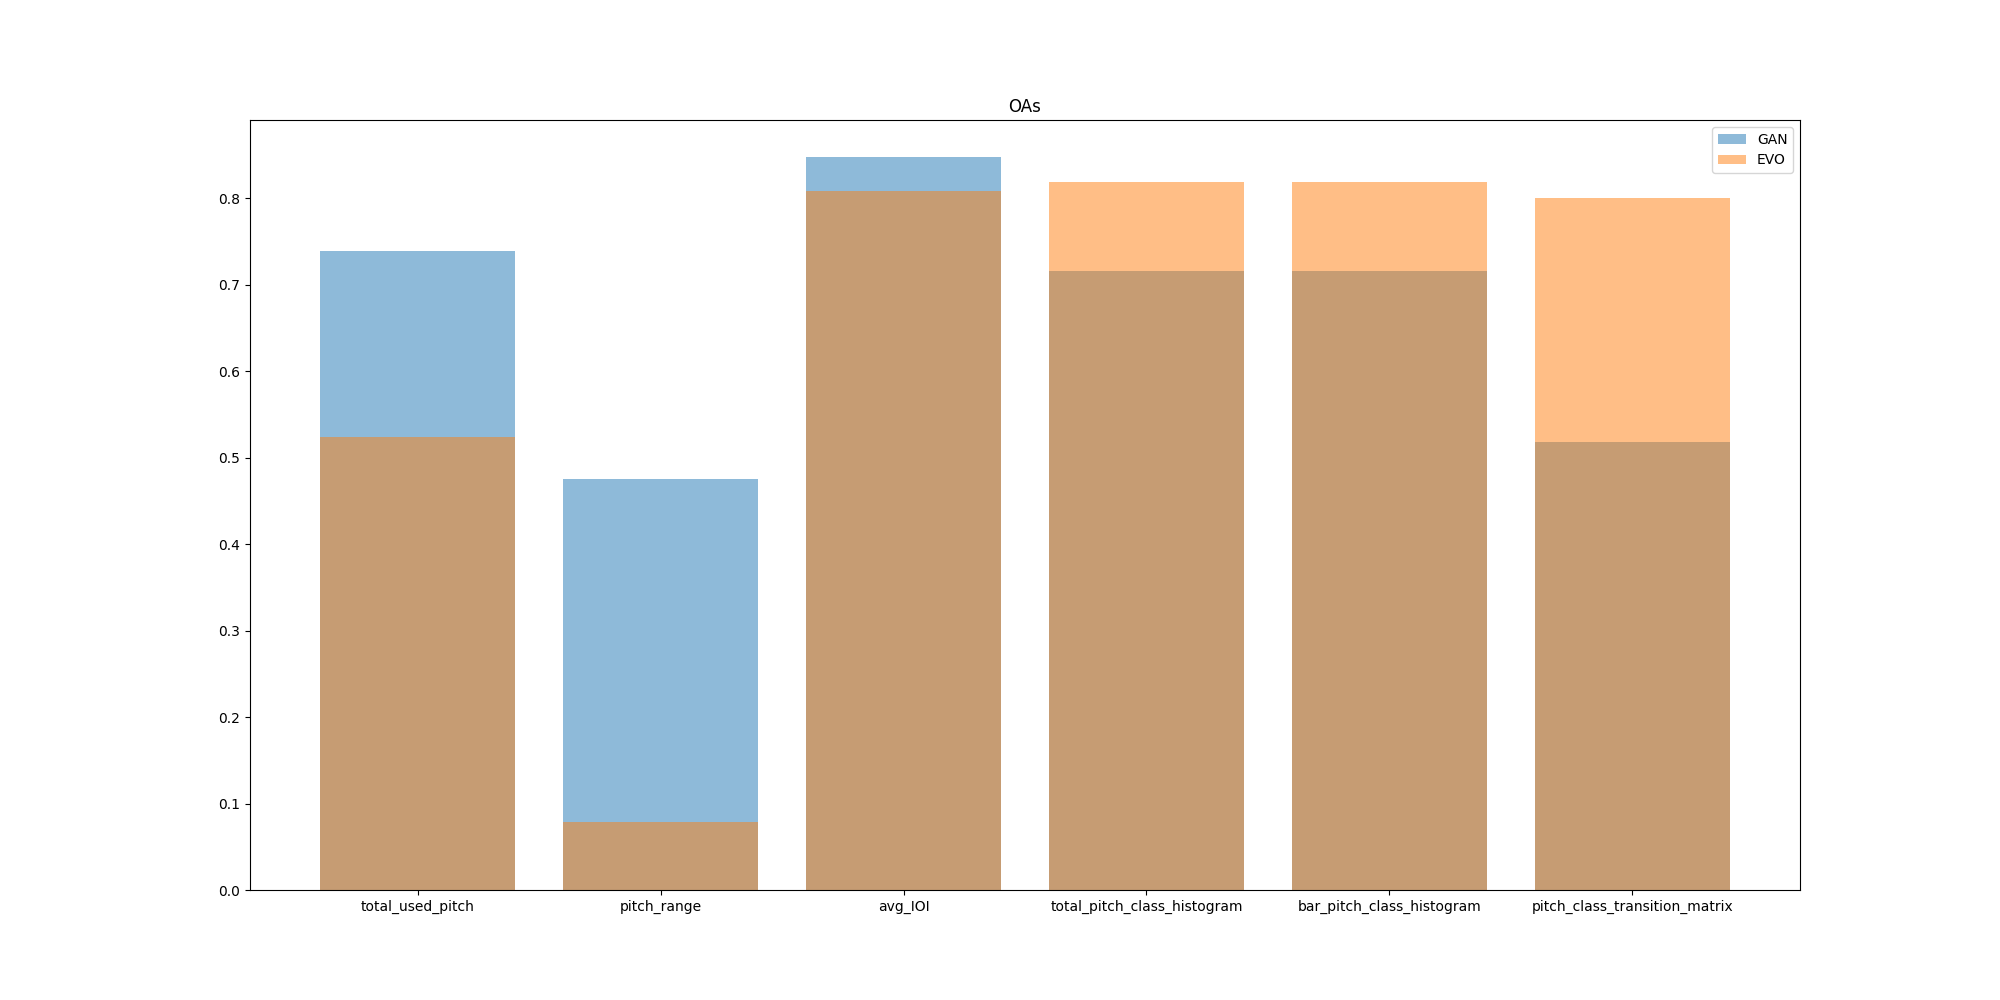 OAs
GAN
EVO
0.8
0.7
0.6
0.5
0.4
0.3
0.2
0.1
0.0
total_used_pitch
pitch_range
avg_IOI
total_pitch_class_histogram
bar_pitch_class_histogram
pitch_class_transition_matrix